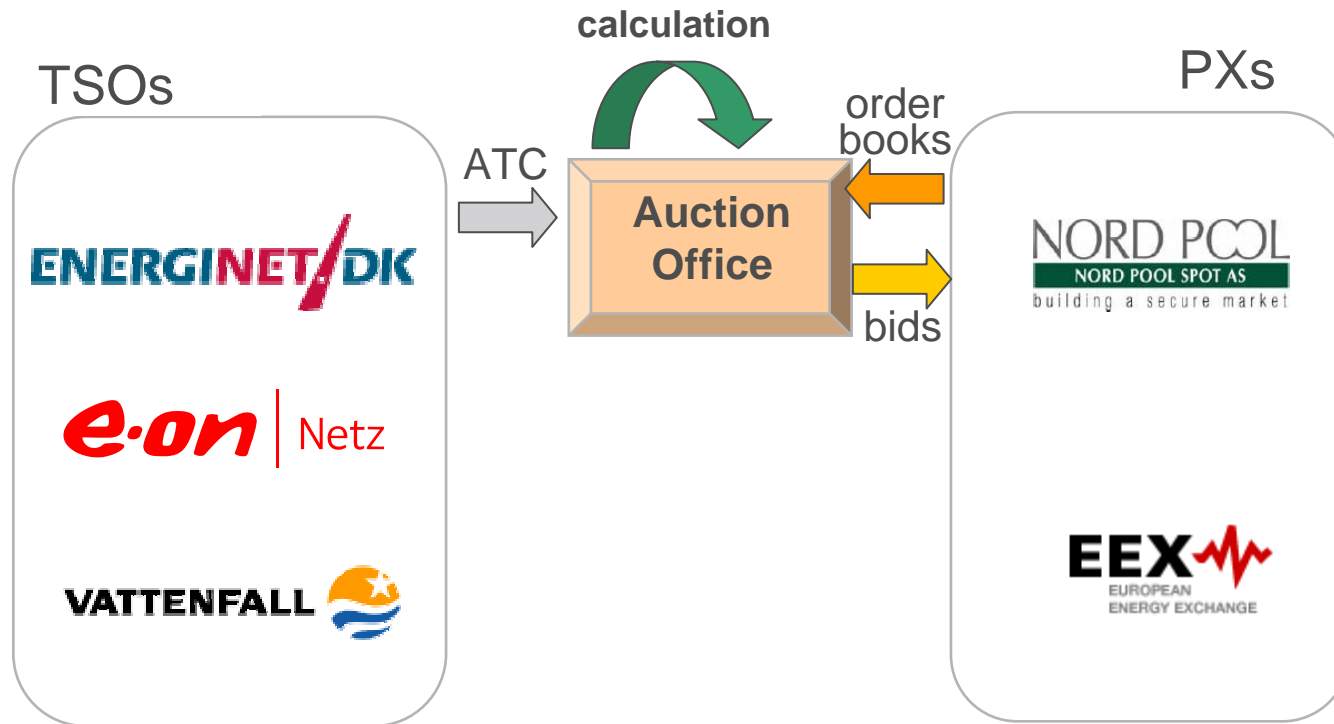 calculation
TSOs
PXs
order
books
ATC
Auction
Office
bids
ENERGINET/DK
e·on | Netz
VATTENFALL
NORD POOL
NORD POOL SPOT AS
building a secure market
EEX
EUROPEAN
ENERGY EXCHANGE